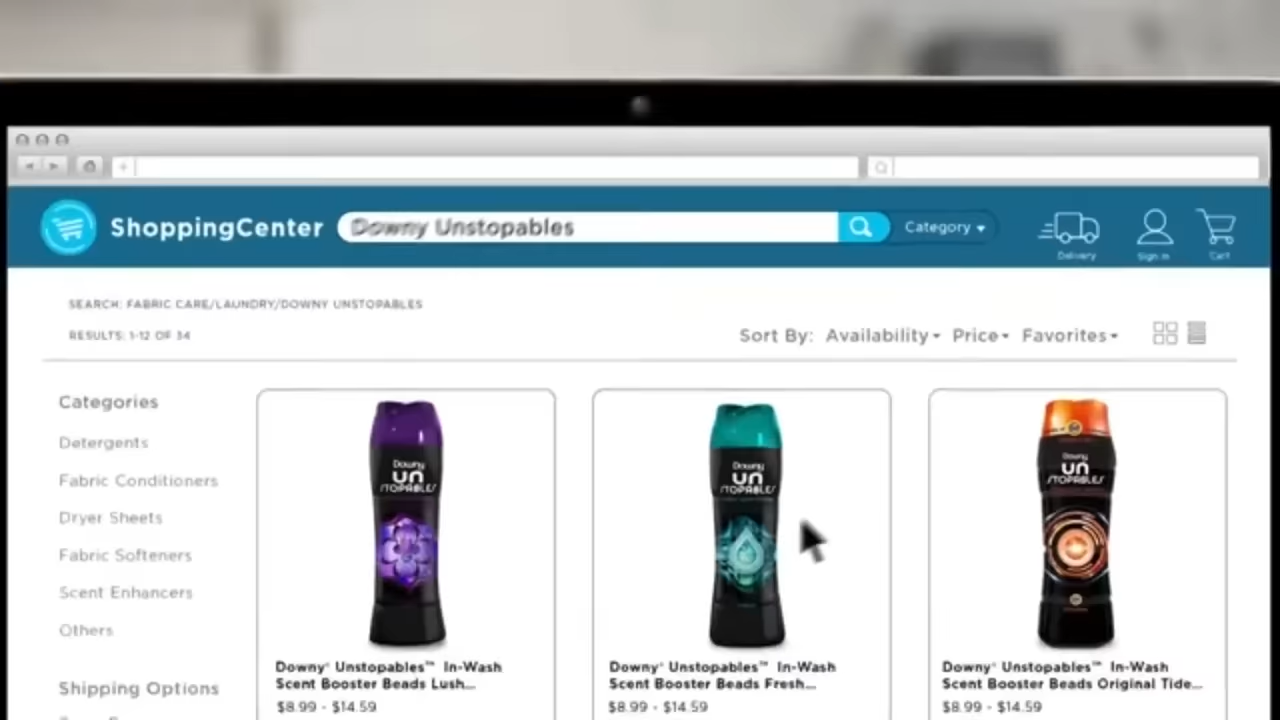 ShoppingCenter
Downy Unstopables
Category
Delivery
Sign in
Cart
SEARCH: FABRIC CARE/LAUNDRY/DOWNY UNSTOPABLES
RESULTS: 1-12 OF 34
Sort By: Availability Price Favorites
Categories
Detergents
Fabric Conditioners
Dryer Sheets
Fabric Softeners
Scent Enhancers
Others
Shipping Options
Downy
UN
STOPABLES
Downy
UN
STOPABLES
Downy
UN
STOPABLES
Downy® Unstopables™ In-Wash
Scent Booster Beads Lush...
$8.99 - $14.59
Downy® Unstopables™ In-Wash
Scent Booster Beads Fresh...
$8.99 - $14.59
Downy® Unstopables™ In-Wash
Scent Booster Beads Original Tide...
$8.99 - $14.59